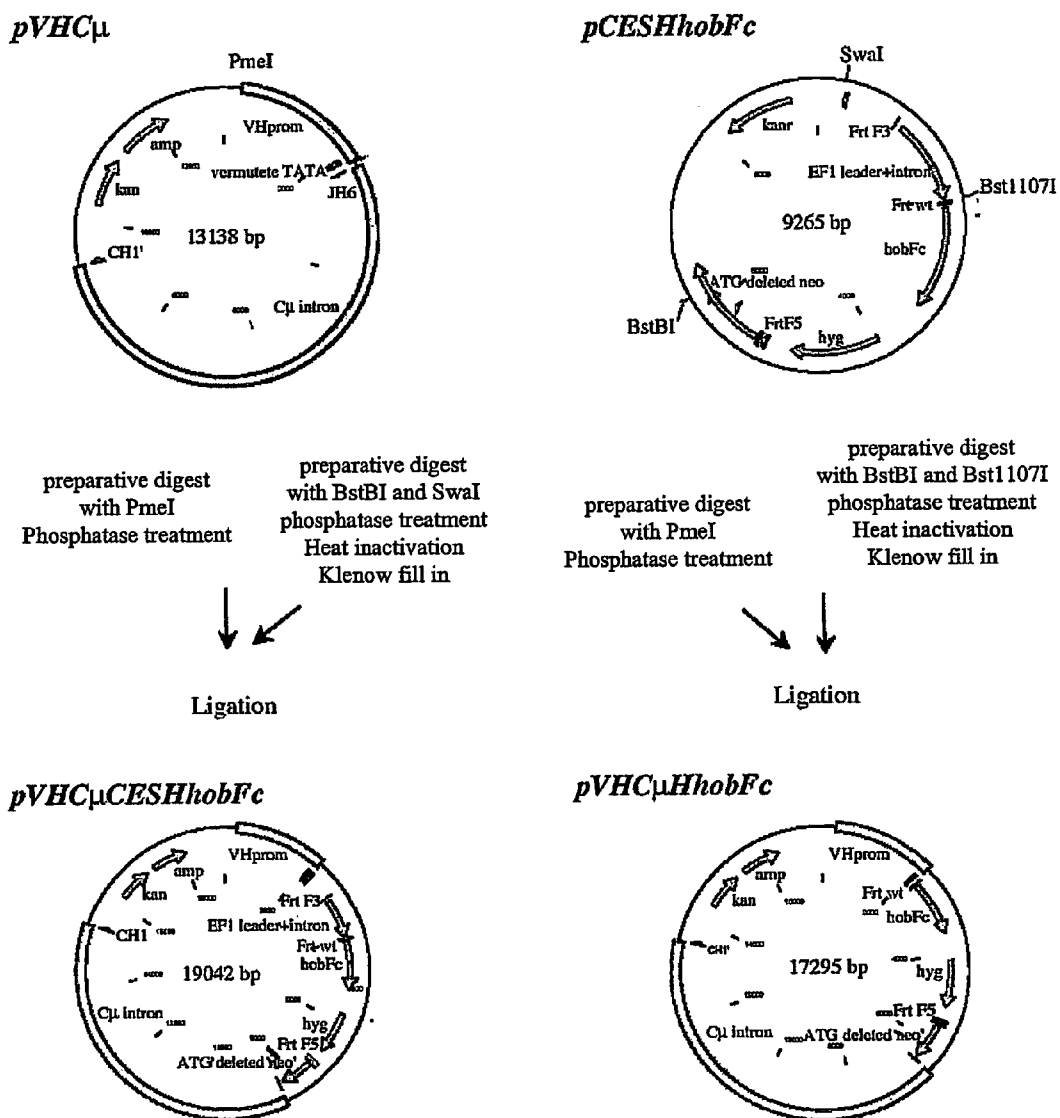 pVHCμ
PmeI
VHprom
amp
kan
vermutete TATA
JH6
13138 bp
CH1'
Cμ intron
pCESHhobFc
SwaI
kanr
Frt F3
EF1 leader+intron
Bst1107I
Frt wt
9265 bp
hobFc
ATG deleted neo
BstBI
FrtF5
hyg
preparative digest
with PmeI
Phosphatase treatment
preparative digest
with BstBI and SwaI
phosphatase treatment
Heat inactivation
Klenow fill in
Ligation
preparative digest
with PmeI
Phosphatase treatment
preparative digest
with BstBI and Bst1107I
phosphatase treatment
Heat inactivation
Klenow fill in
Ligation
pVHCμCESHhobFc
VHprom
amp
kan
Frt F3
EF1 leader+intron
CH1
Frt wt
hobFc
19042 bp
Cμ intron
hyg
Frt F5
ATG deleted neo'
pVHCμHhobFc
VHprom
amp
kan
Frt wt
hobFc
CH1'
17295 bp
hyg
Frt F5
Cμ intron
ATG deleted neo'